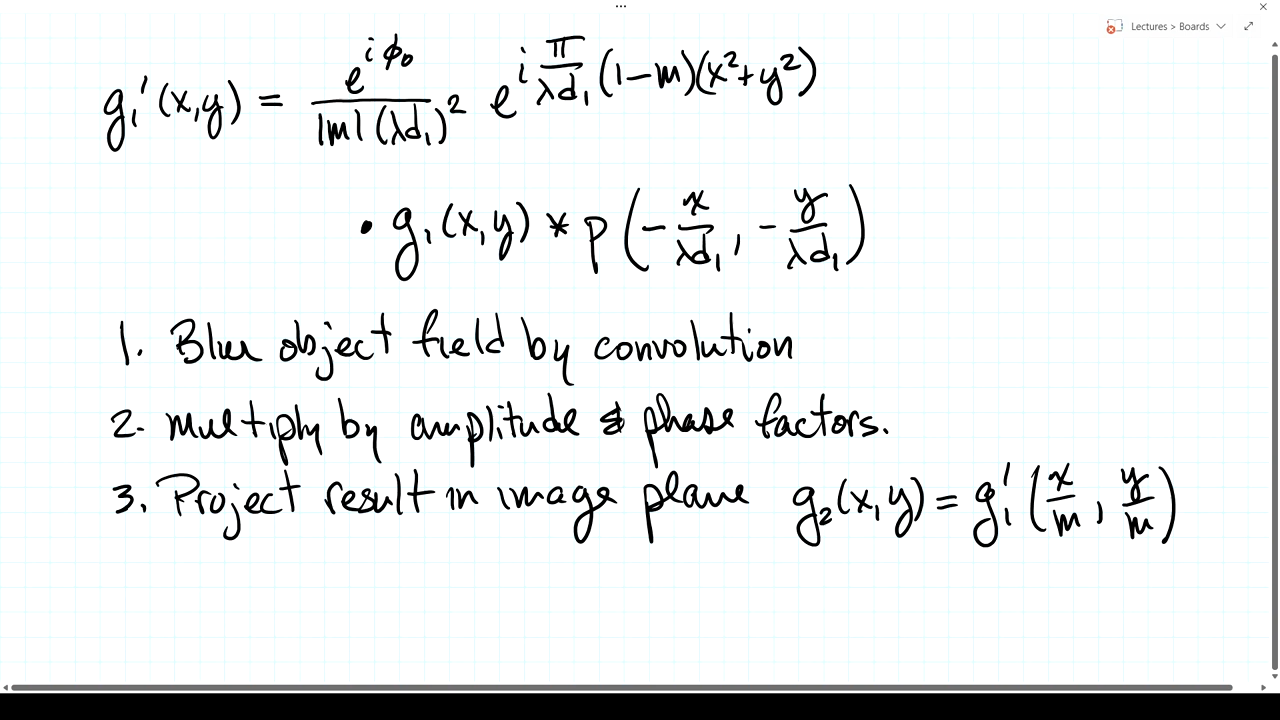 ...
Lectures > Boards
g₁'(x,y) = e^{iϕ₀} / (|m| (λd₁)²) e^{i π/(λd₁) (1-m)(x²+y²)}
• g₁(x,y) * p(-x/(λd₁), -y/(λd₁))
1. Blur object field by convolution
2. multiply by amplitude & phase factors.
3. Project result in image plane g₂(x,y) = g₁'(x/m, y/m)